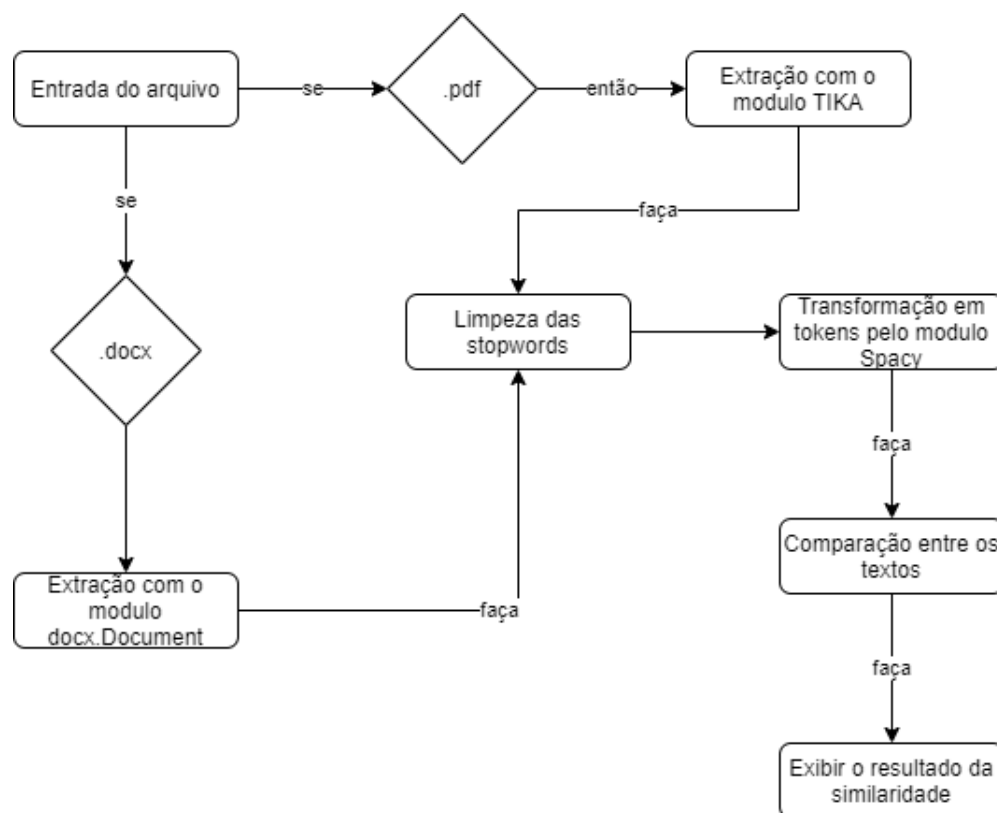 Entrada do arquivo
se
.pdf
então
Extração com o
modulo TIKA
se
faça
.docx
Limpeza das
stopwords
Transformação em
tokens pelo modulo
Spacy
faça
Comparação entre os
textos
Extração com o
modulo
docx.Document
faça
faça
Exibir o resultado da
similaridade